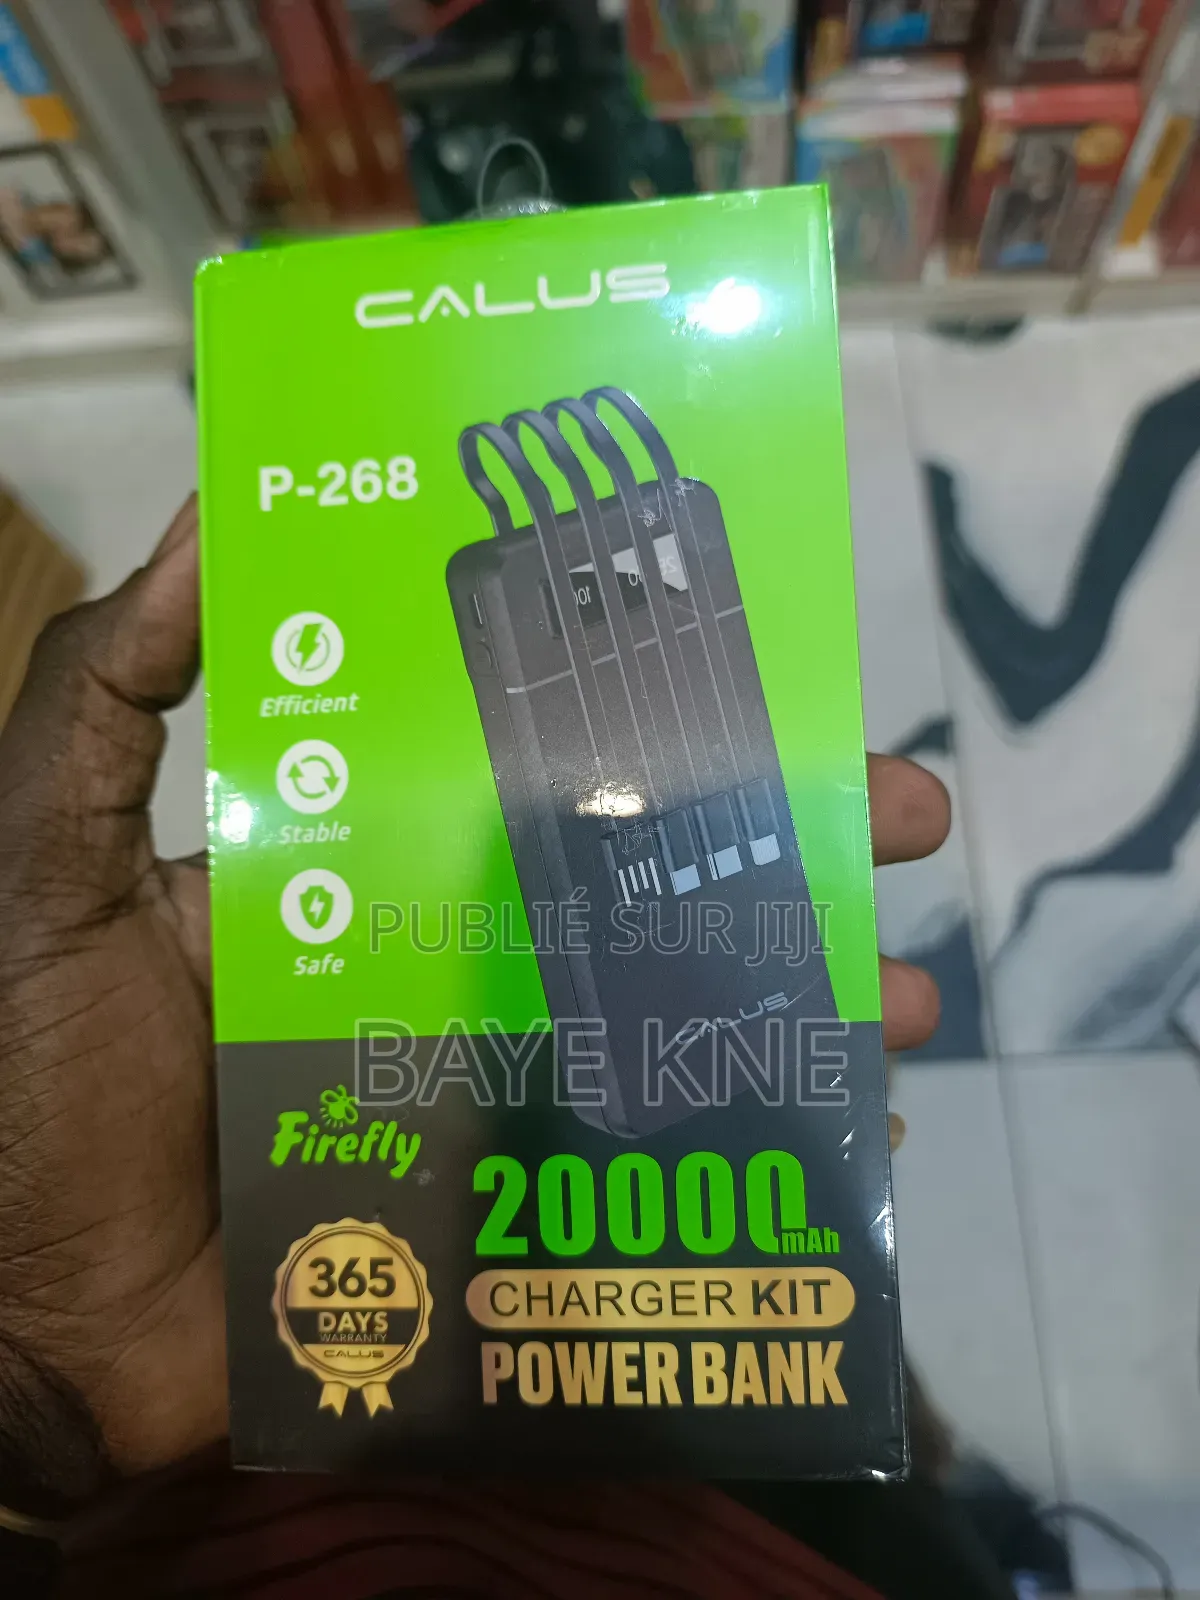 CALUS
P-268
Efficient
Stable
Safe
PUBLIÉ SUR JIJI
CALUS
BAYE KNE
Firefly
20000mAh
365
DAYS
WARRANTY
CALUS
CHARGER KIT
POWER BANK